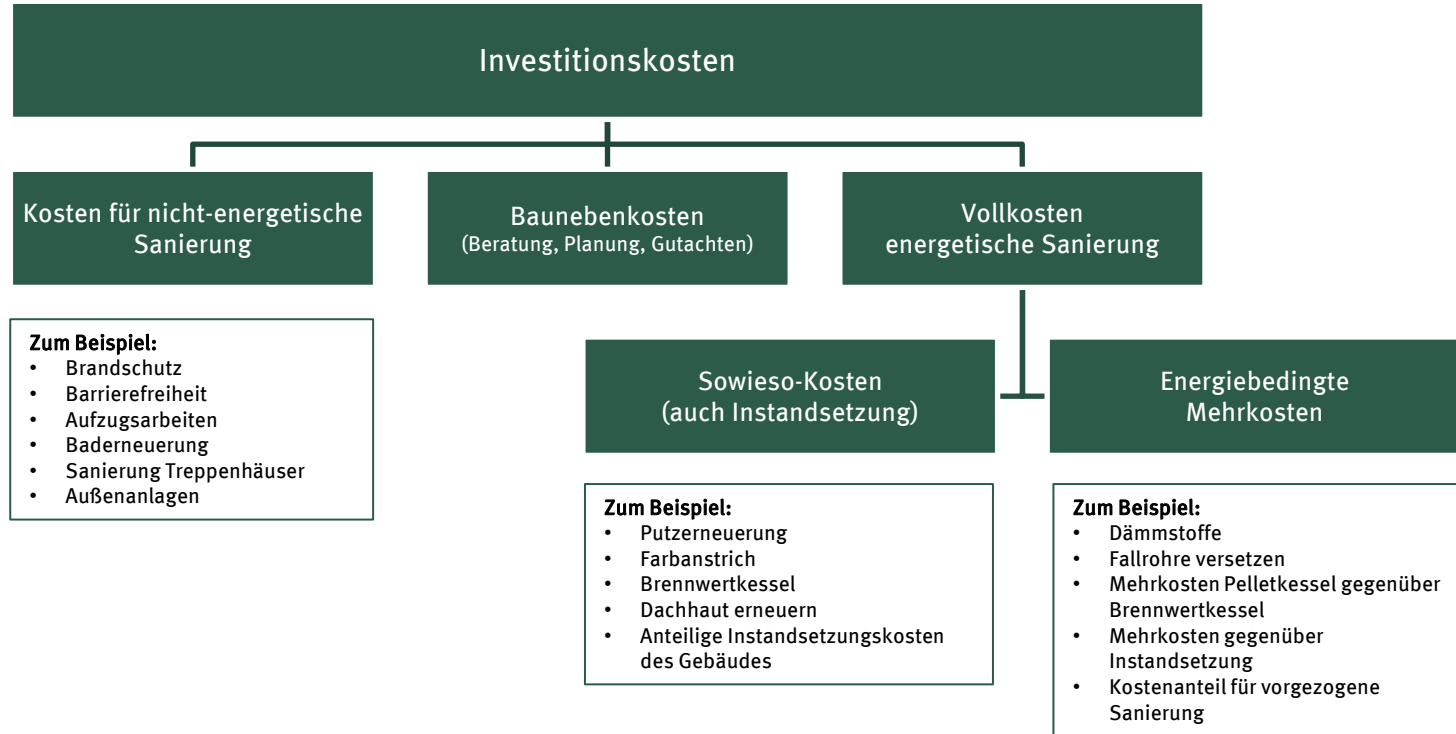 Investitionskosten
Kosten für nicht-energetische
Sanierung
Baunebenkosten
(Beratung, Planung, Gutachten)
Vollkosten
energetische Sanierung
Zum Beispiel:
• Brandschutz
• Barrierefreiheit
• Aufzugsarbeiten
• Baderneuerung
• Sanierung Treppenhäuser
• Außenanlagen
Sowieso-Kosten
(auch Instandsetzung)
Energiebedingte
Mehrkosten
Zum Beispiel:
• Putzerneuerung
• Farbanstrich
• Brennwertkessel
• Dachhaut erneuern
• Anteilige Instandsetzungskosten
des Gebäudes
Zum Beispiel:
• Dämmstoffe
• Fallrohre versetzen
• Mehrkosten Pelletkessel gegenüber
Brennwertkessel
• Mehrkosten gegenüber
Instandsetzung
• Kostenanteil für vorgezogene
Sanierung